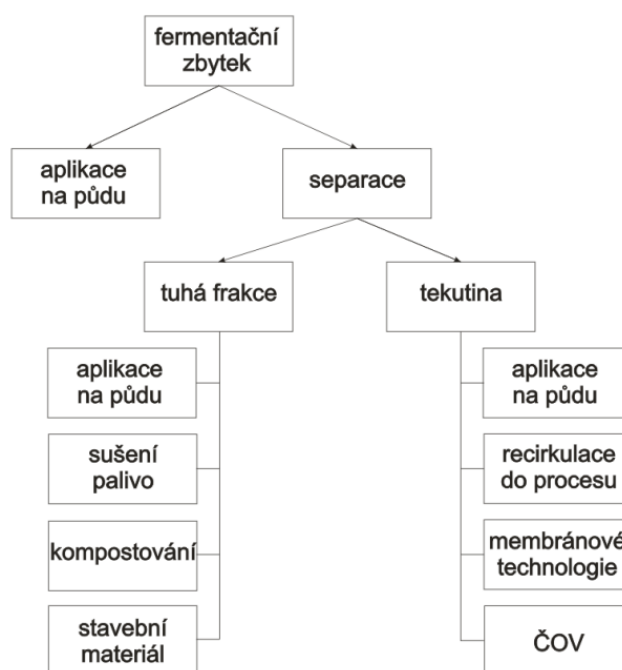 fermentační
zbytek
aplikace
na půdu
separace
tuhá frakce
tekutina
aplikace
na půdu
sušení
palivo
kompostování
stavební
materiál
aplikace
na půdu
recirkulace
do procesu
membránové
technologie
ČOV